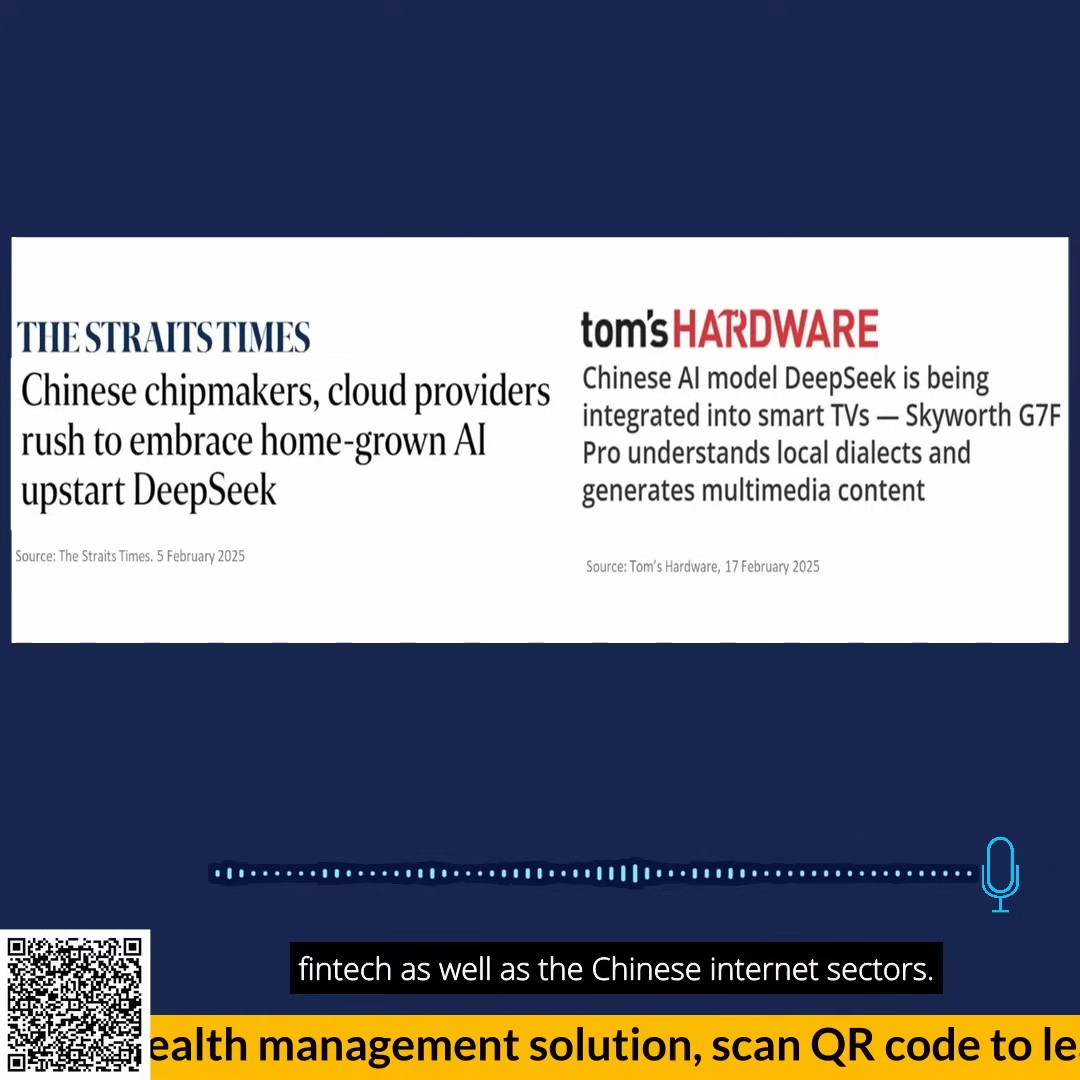 THE STRAITS TIMES
Chinese chipmakers, cloud providers
rush to embrace home-grown AI
upstart DeepSeek
Source: The Straits Times. 5 February 2025
tom's HARDWARE
Chinese AI model DeepSeek is being
integrated into smart TVs — Skyworth G7F
Pro understands local dialects and
generates multimedia content
Source: Tom's Hardware, 17 February 2025
fintech as well as the Chinese internet sectors.
ealth management solution, scan QR code to le